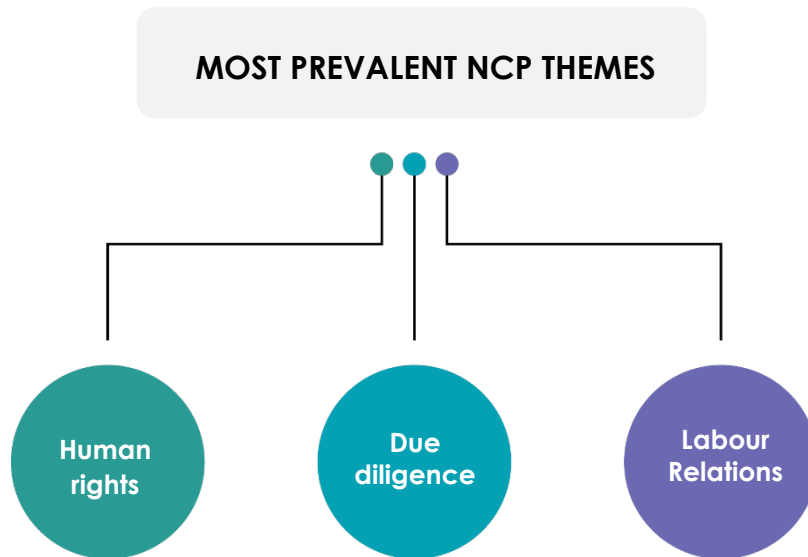 MOST PREVALENT NCP THEMES
Human
rights
Due
diligence
Labour
Relations